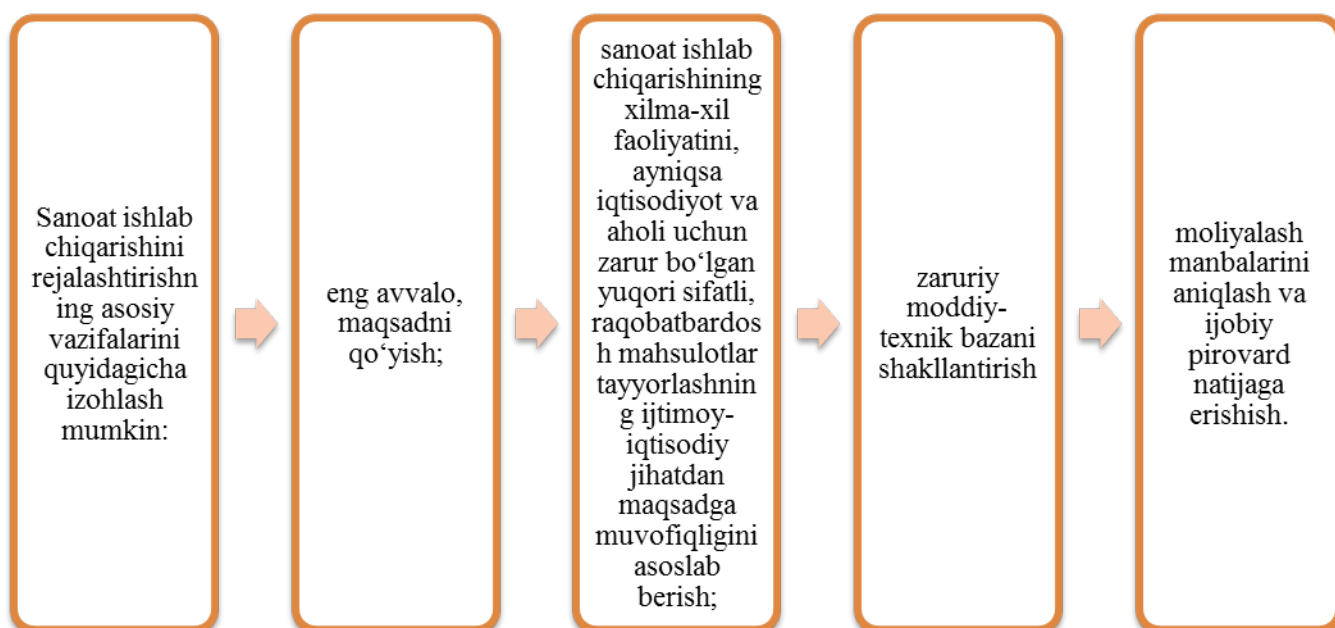 Sanoat ishlab
chiqarishini
rejalashtirishn
ing asosiy
vazifalarini
quyidagicha
izohlash
mumkin:
eng avvalo,
maqsadni
qo‘yish;
sanoat ishlab
chiqarishining
xilma-xil
faoliyatini,
ayniqsa
iqtisodiyot va
aholi uchun
zarur bo‘lgan
yuqori sifatli,
raqobatbardos
h mahsulotlar
tayyorlashnin
g ijtimoy-
iqtisodiy
jihatdan
maqsadga
muvofiqligini
asoslab
berish;
zaruriy
moddiy-
texnik bazani
shakllantirish
moliyalash
manbalarini
aniqlash va
ijobiy
pirovard
natijaga
erishish.